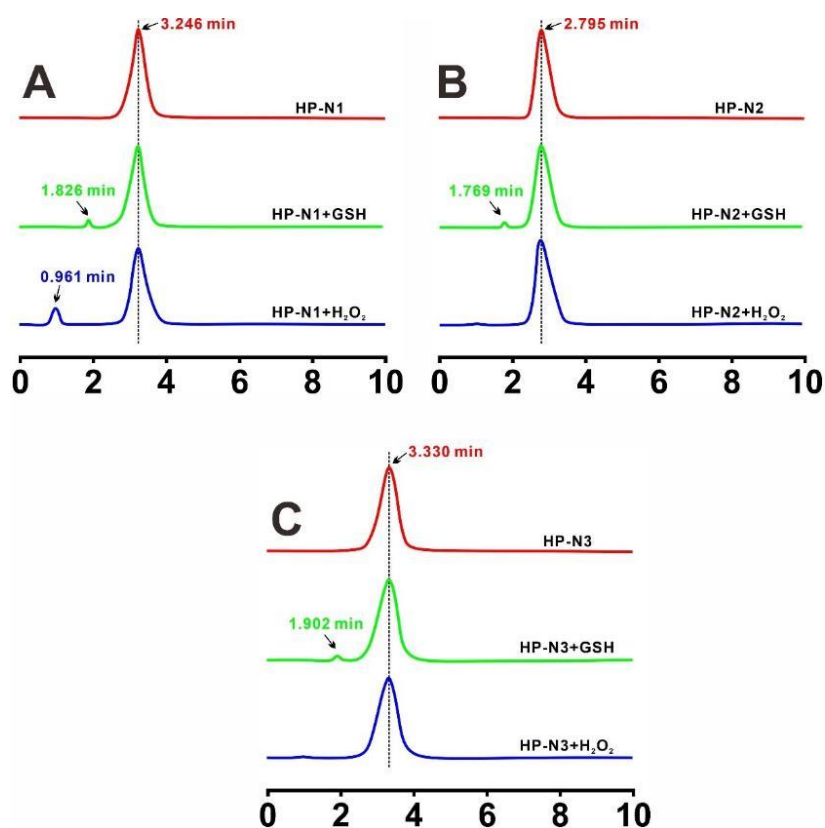 A
3.246 min
HP-N1
1.826 min
HP-N1+GSH
0.961 min
HP-N1+H₂O₂
0 2 4 6 8 10
B
2.795 min
HP-N2
1.769 min
HP-N2+GSH
HP-N2+H₂O₂
0 2 4 6 8 10
C
3.330 min
HP-N3
1.902 min
HP-N3+GSH
HP-N3+H₂O₂
0 2 4 6 8 10